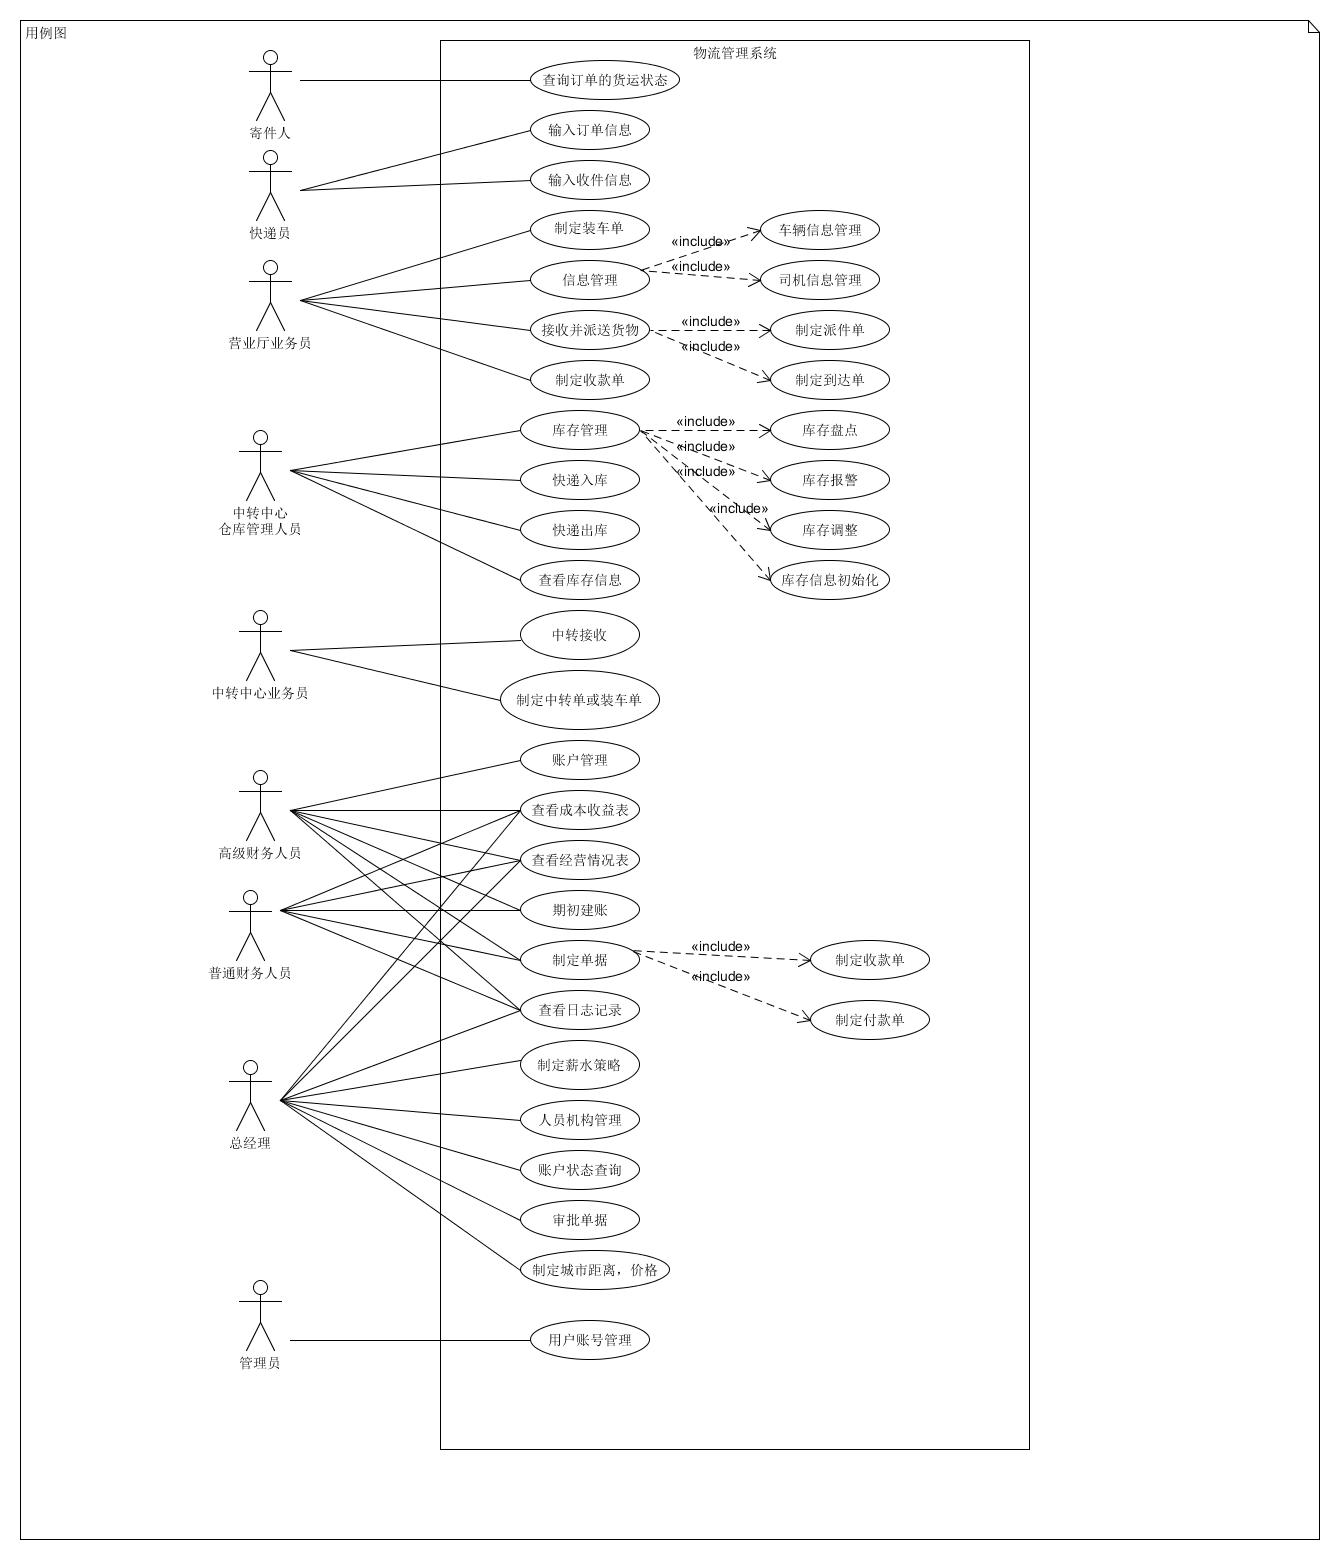 用例图
物流管理系统
查询订单的货运状态
寄件人
输入订单信息
输入收件信息
快递员
制定装车单
«include»
车辆信息管理
信息管理
«include»
司机信息管理
营业厅业务员
接收并派送货物
«include»
制定派件单
«include»
制定收款单
制定到达单
库存管理
«include»
库存盘点
«include»
快递入库
«include»
库存报警
中转中心
仓库管理人员
快递出库
«include»
库存调整
查看库存信息
库存信息初始化
中转接收
中转中心业务员
制定中转单或装车单
账户管理
查看成本收益表
高级财务人员
查看经营情况表
期初建账
普通财务人员
制定单据
«include»
制定收款单
«include»
查看日志记录
制定付款单
制定薪水策略
人员机构管理
总经理
账户状态查询
审批单据
制定城市距离，价格
用户账号管理
管理员